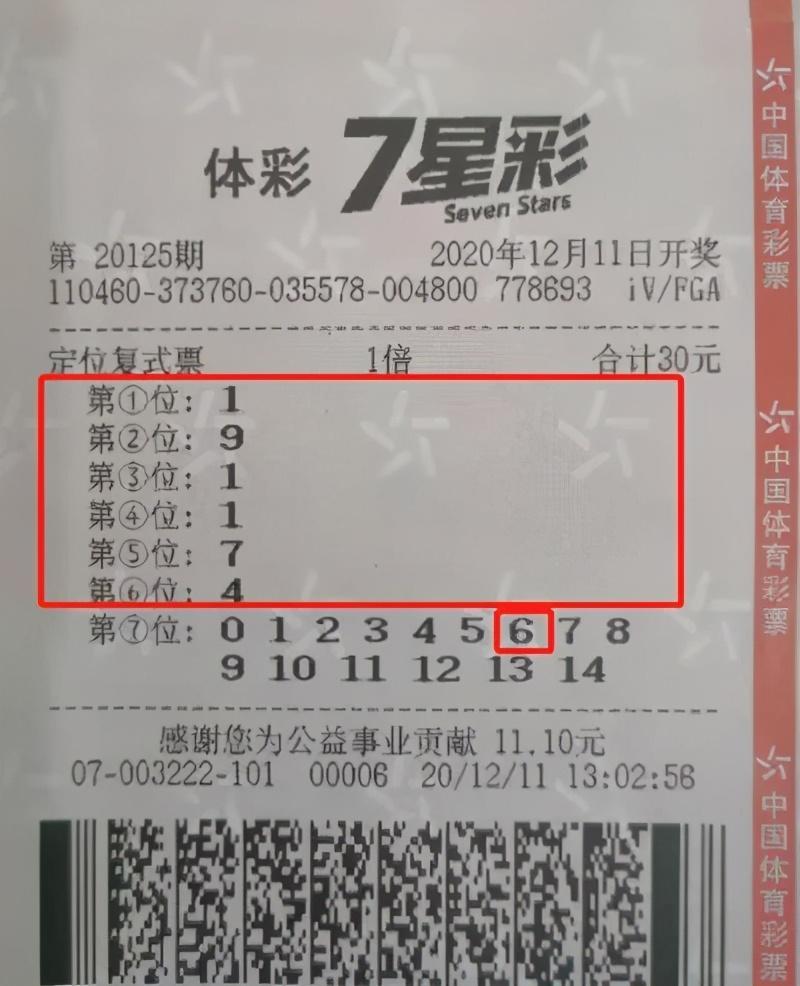 体彩 7星彩
Seven Stars
第 20125期 2020年12月11日开奖
110460-373760-035578-004800 778693 iV/FGA
定位复式票 1倍 合计30元
第①位: 1
第②位: 9
第③位: 1
第④位: 1
第⑤位: 7
第⑥位: 4
第⑦位: 0 1 2 3 4 5 6 7 8
9 10 11 12 13 14
感谢您为公益事业贡献 11.10元
07-003222-101 00006 20/12/11 13:02:56
中国体育彩票
中国体育彩票
中国体育彩票